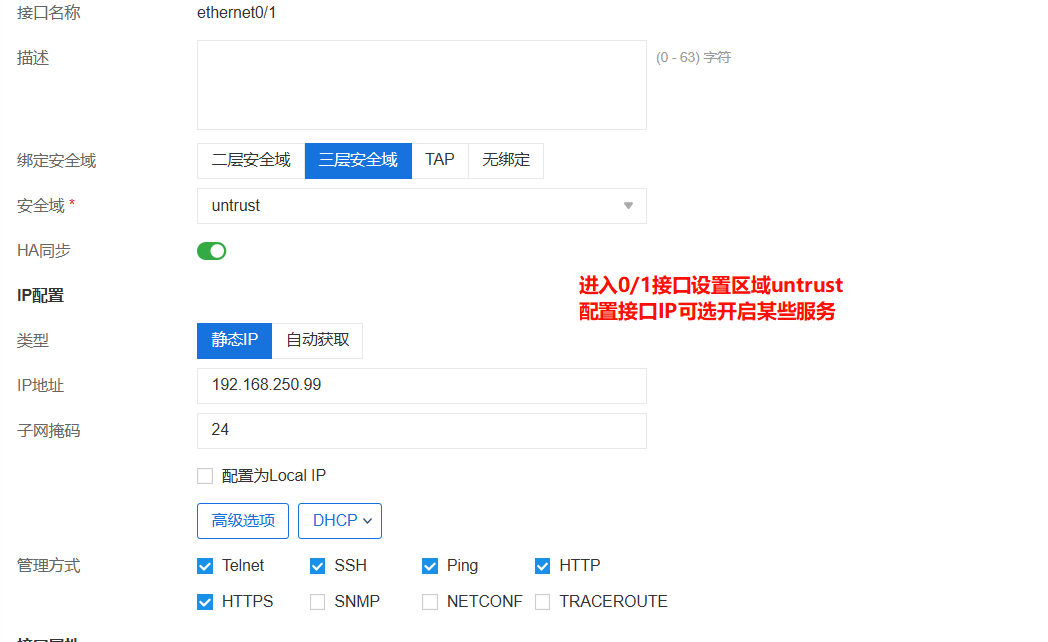 接口名称 ethernet0/1
描述 (0 - 63) 字符
绑定安全域 二层安全域 三层安全域 TAP 无绑定
安全域 * untrust
HA同步
IP配置
进入0/1接口设置区域untrust
配置接口IP可选开启某些服务
类型 静态IP 自动获取
IP地址 192.168.250.99
子网掩码 24
配置为Local IP
高级选项 DHCP
管理方式 Telnet SSH Ping HTTP
HTTPS SNMP NETCONF TRACEROUTE